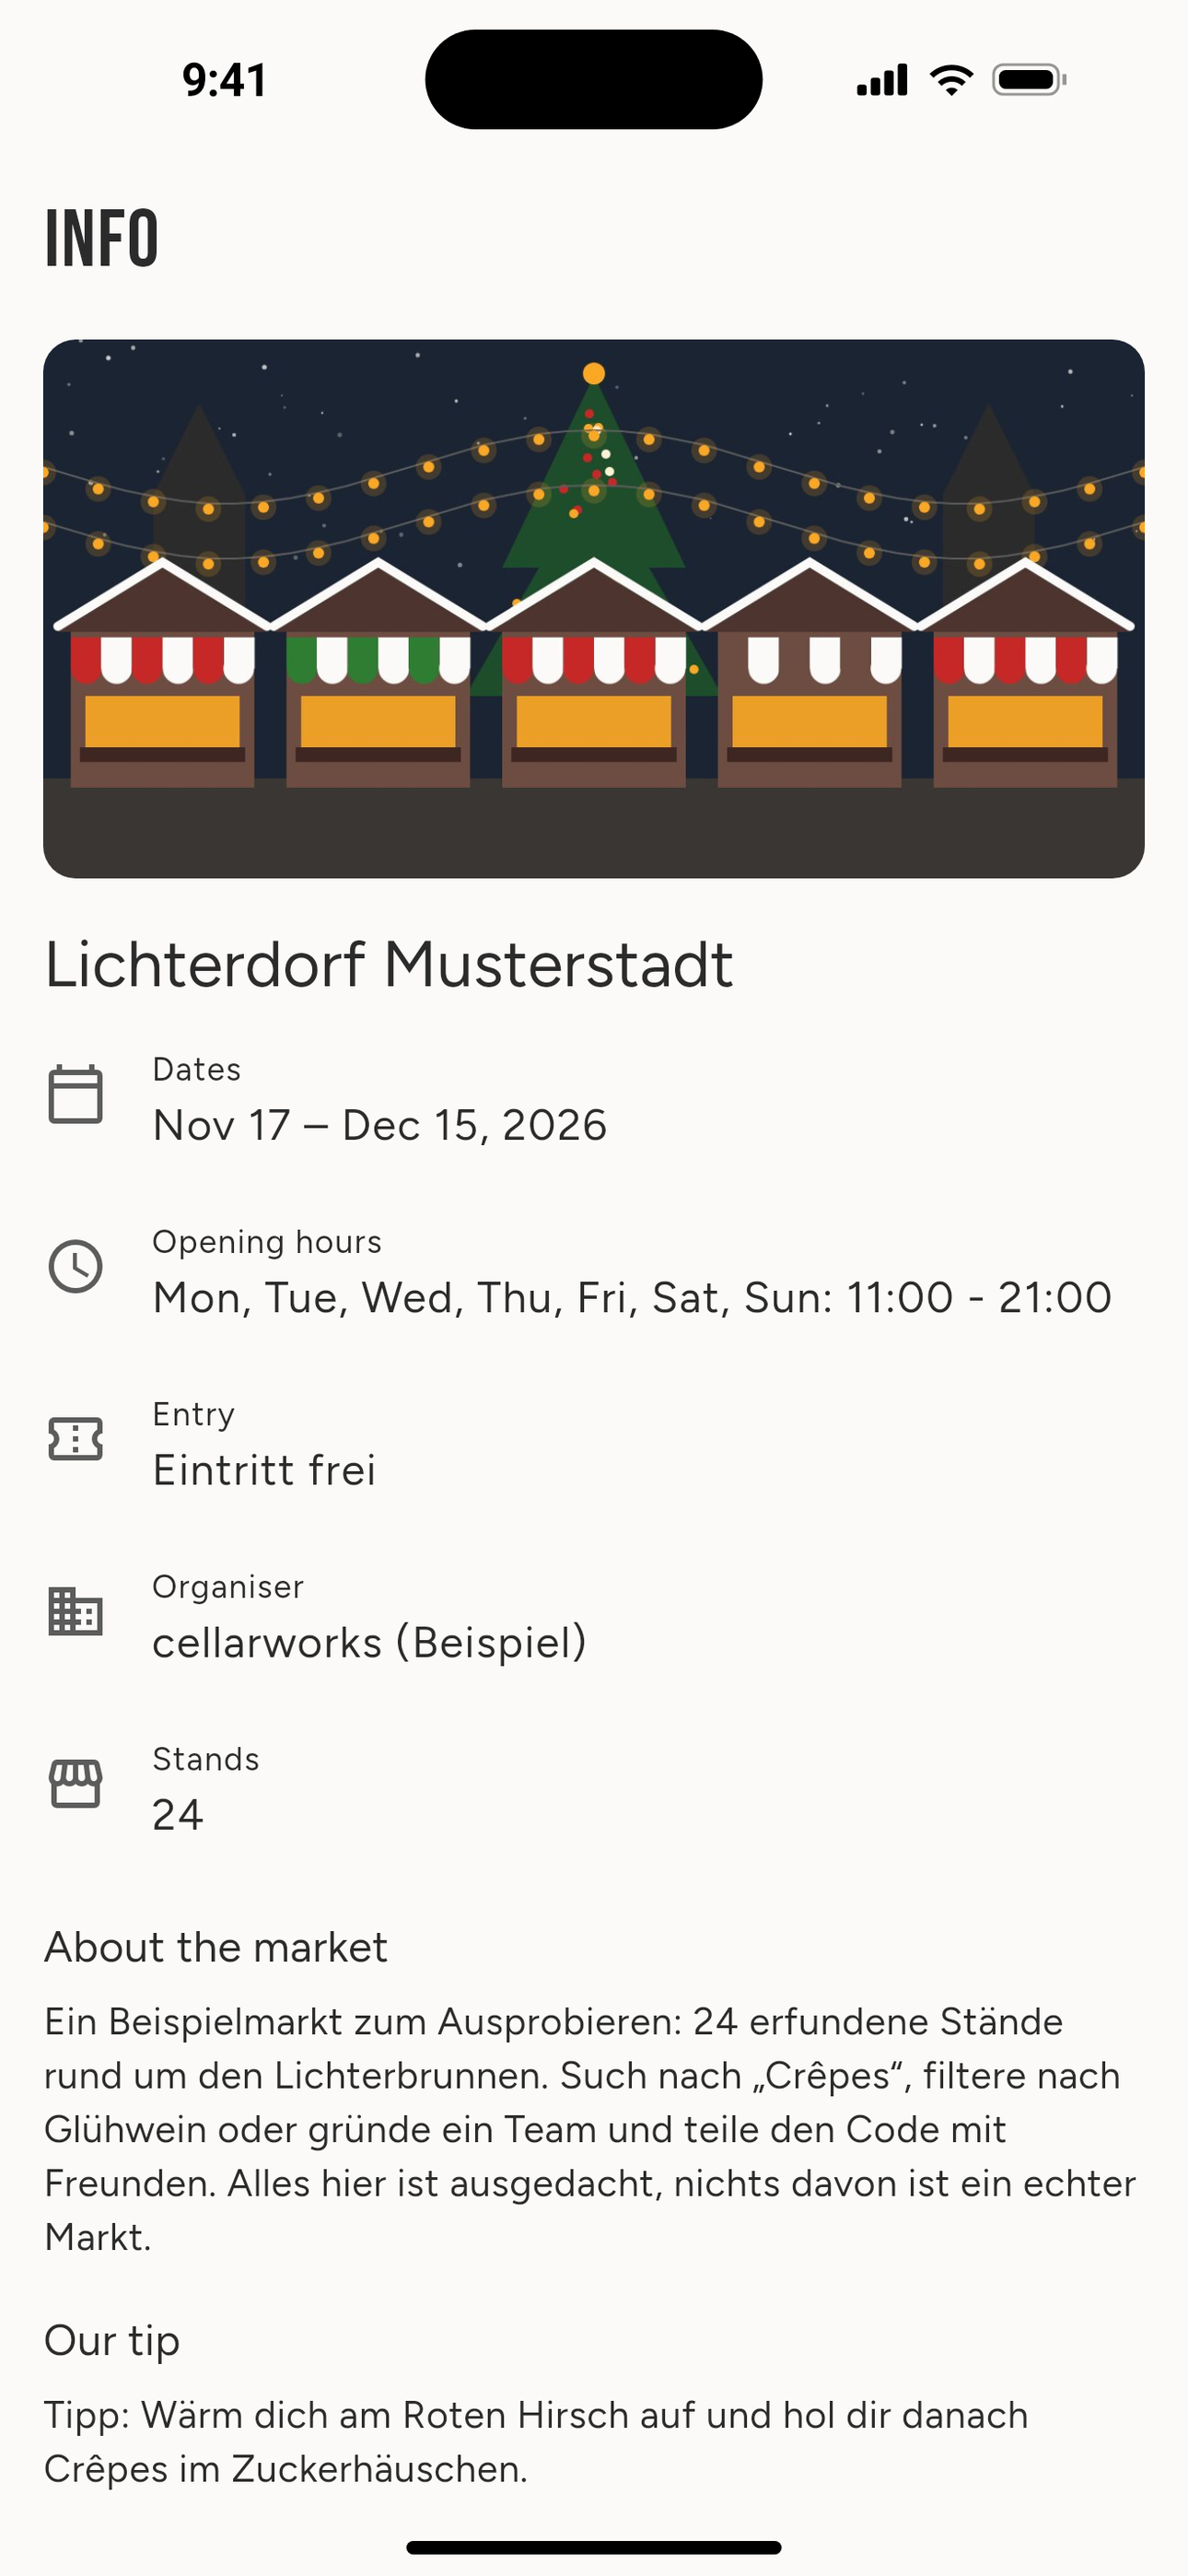 9:41
INFO
Lichterdorf Musterstadt
Dates
Nov 17 – Dec 15, 2026
Opening hours
Mon, Tue, Wed, Thu, Fri, Sat, Sun: 11:00 - 21:00
Entry
Eintritt frei
Organiser
cellarworks (Beispiel)
Stands
24
About the market
Ein Beispielmarkt zum Ausprobieren: 24 erfundene Stände
rund um den Lichterbrunnen. Such nach „Crêpes“, filtere nach
Glühwein oder gründe ein Team und teile den Code mit
Freunden. Alles hier ist ausgedacht, nichts davon ist ein echter
Markt.
Our tip
Tipp: Wärm dich am Roten Hirsch auf und hol dir danach
Crêpes im Zuckerhäuschen.